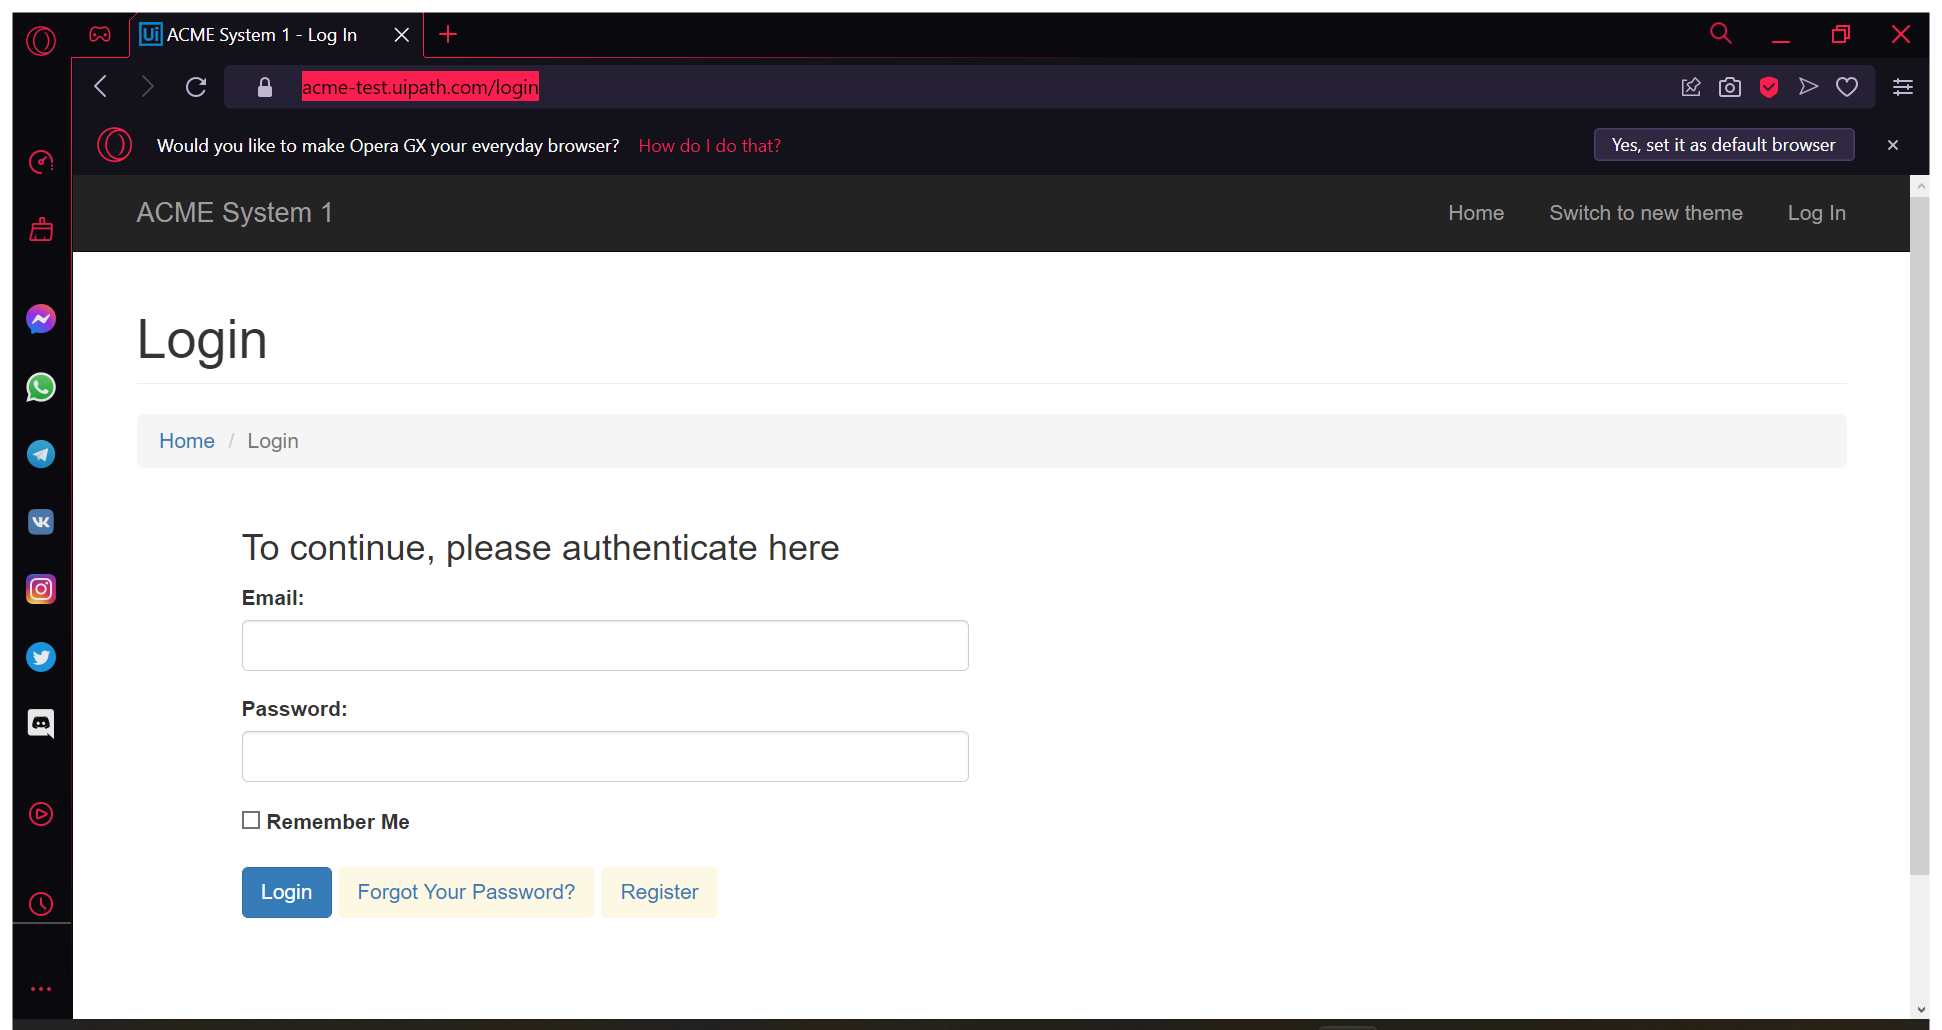 Ui ACME System 1 - Log In
acme-test.uipath.com/login
Would you like to make Opera GX your everyday browser? How do I do that? Yes, set it as default browser
ACME System 1 Home Switch to new theme Log In
Login
Home / Login
To continue, please authenticate here
Email:
Password:
Remember Me
Login Forgot Your Password? Register